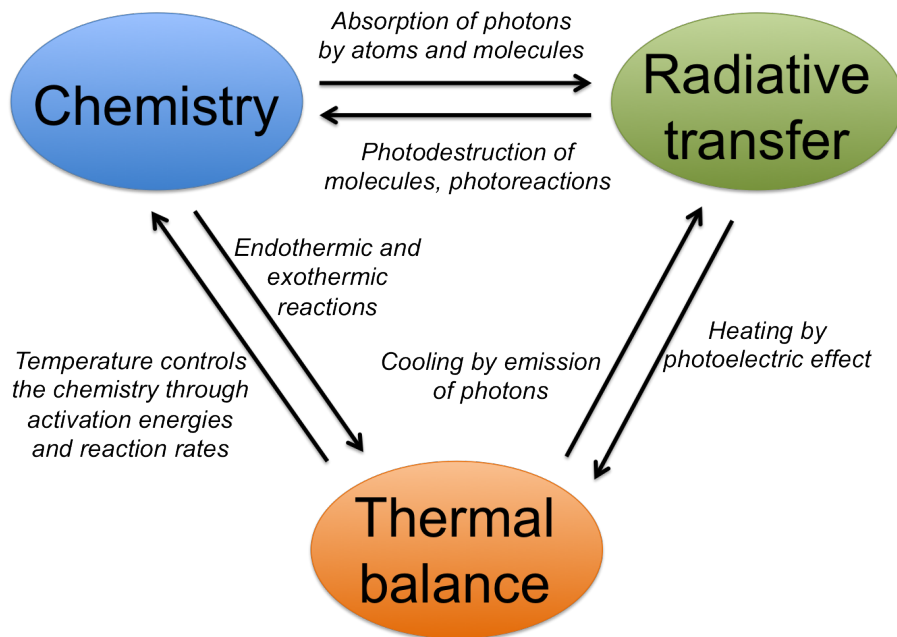 Absorption of photons
by atoms and molecules
Chemistry
Radiative
transfer
Photodestruction of
molecules, photoreactions
Endothermic and
exothermic
reactions
Temperature controls
the chemistry through
activation energies
and reaction rates
Cooling by emission
of photons
Heating by
photoelectric effect
Thermal
balance